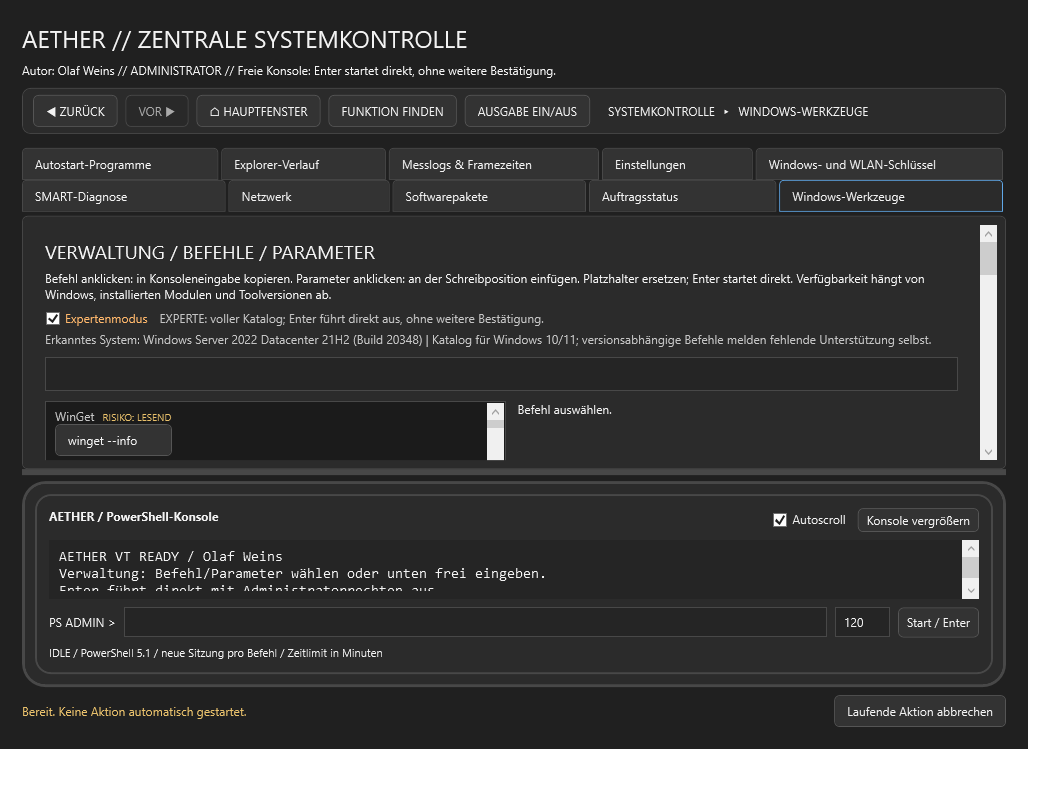 AETHER // ZENTRALE SYSTEMKONTROLLE
Autor: Olaf Weins // ADMINISTRATOR // Freie Konsole: Enter startet direkt, ohne weitere Bestätigung.
◀ ZURÜCK VOR ▶ ⌂ HAUPTFENSTER FUNKTION FINDEN AUSGABE EIN/AUS SYSTEMKONTROLLE ▸ WINDOWS-WERKZEUGE
Autostart-Programme Explorer-Verlauf Messlogs & Framezeiten Einstellungen Windows- und WLAN-Schlüssel
SMART-Diagnose Netzwerk Softwarepakete Auftragsstatus Windows-Werkzeuge
VERWALTUNG / BEFEHLE / PARAMETER
Befehl anklicken: in Konsoleneingabe kopieren. Parameter anklicken: an der Schreibposition einfügen. Platzhalter ersetzen; Enter startet direkt. Verfügbarkeit hängt von
Windows, installierten Modulen und Toolversionen ab.
Expertenmodus EXPERTE: voller Katalog; Enter führt direkt aus, ohne weitere Bestätigung.
Erkanntes System: Windows Server 2022 Datacenter 21H2 (Build 20348) | Katalog für Windows 10/11; versionsabhängige Befehle melden fehlende Unterstützung selbst.
WinGet RISIKO: LESEND Befehl auswählen.
winget --info
AETHER / PowerShell-Konsole Autoscroll Konsole vergrößern
AETHER VT READY / Olaf Weins
Verwaltung: Befehl/Parameter wählen oder unten frei eingeben.
Enter führt direkt mit Administratorrechten aus
PS ADMIN > 120 Start / Enter
IDLE / PowerShell 5.1 / neue Sitzung pro Befehl / Zeitlimit in Minuten
Bereit. Keine Aktion automatisch gestartet. Laufende Aktion abbrechen